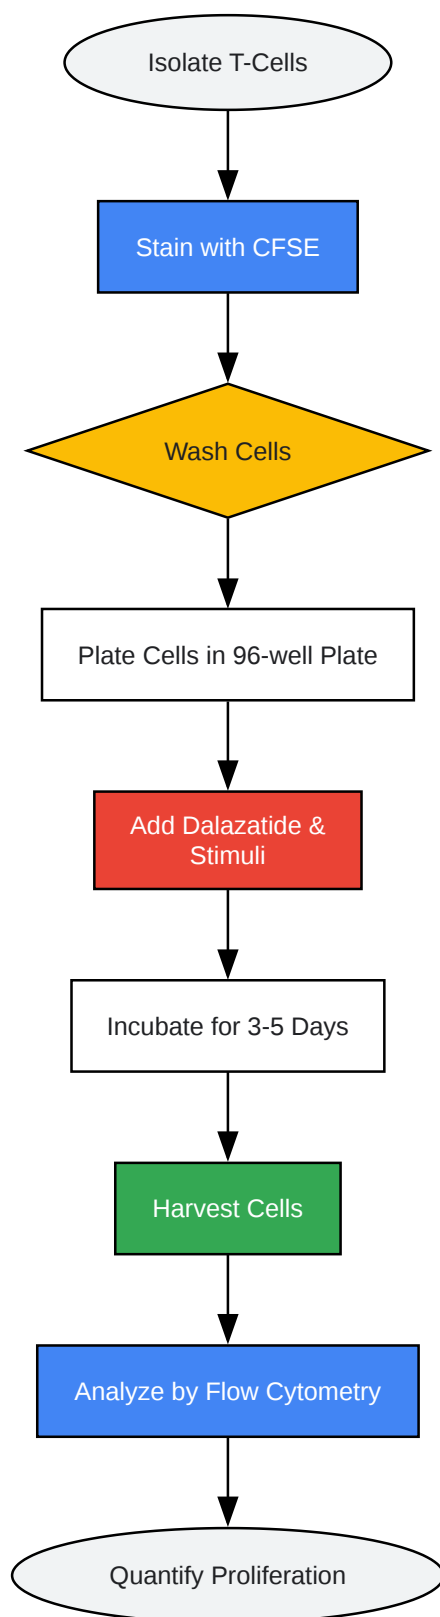 Isolate T-Cells
Stain with CFSE
Wash Cells
Plate Cells in 96-well Plate
Add Dalazatide &
Stimuli
Incubate for 3-5 Days
Harvest Cells
Analyze by Flow Cytometry
Quantify Proliferation